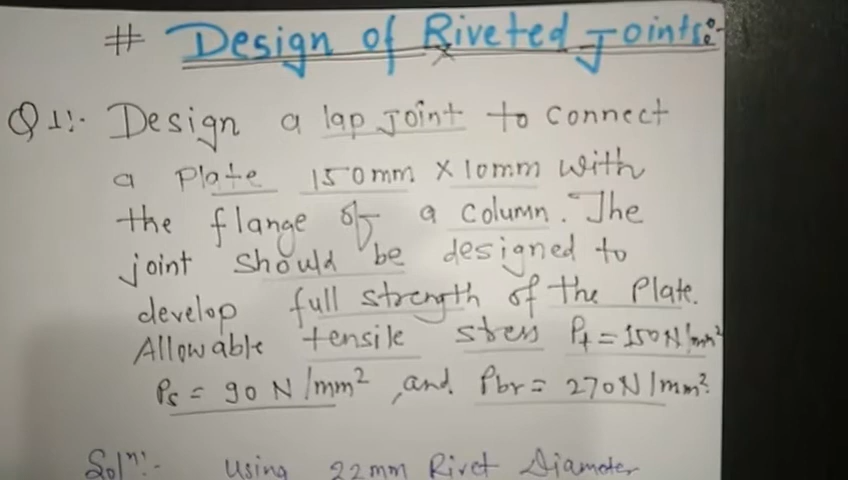 # Design of Riveted Joints:-
Q1:- Design a lap joint to connect
a Plate 150mm x 10mm with
the flange of a column. The
joint should be designed to
develop full strength of the Plate.
Allowable tensile stress Pt = 150N/mm²
Ps = 90 N/mm², and Pbr = 270N/mm².
Solⁿ:- Using 22mm Rivet Diameter